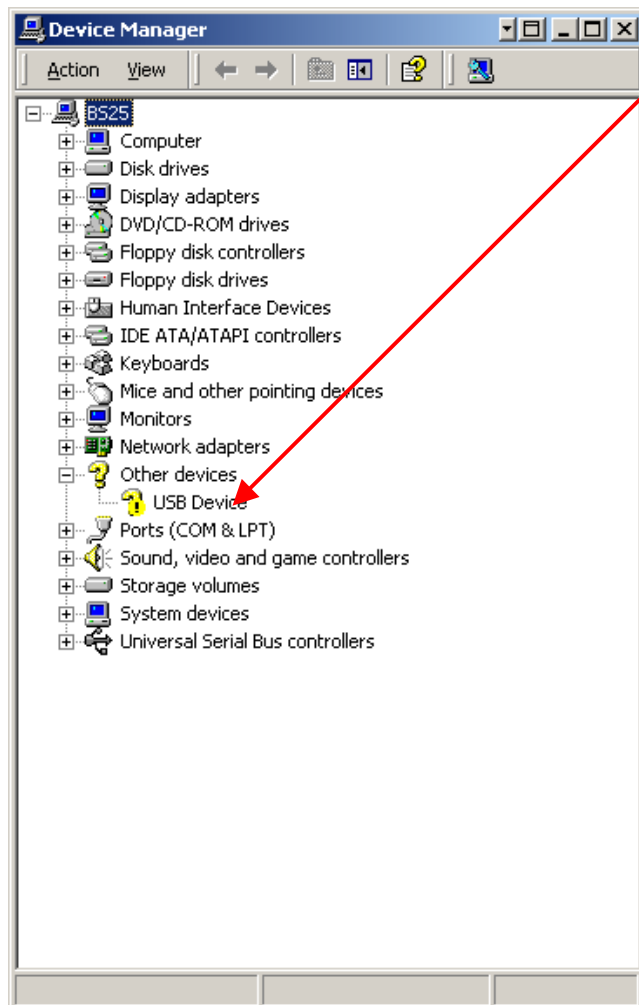 Device Manager
Action View
BS25
Computer
Disk drives
Display adapters
DVD/CD-ROM drives
Floppy disk controllers
Floppy disk drives
Human Interface Devices
IDE ATA/ATAPI controllers
Keyboards
Mice and other pointing devices
Monitors
Network adapters
Other devices
USB Device
Ports (COM & LPT)
Sound, video and game controllers
Storage volumes
System devices
Universal Serial Bus controllers